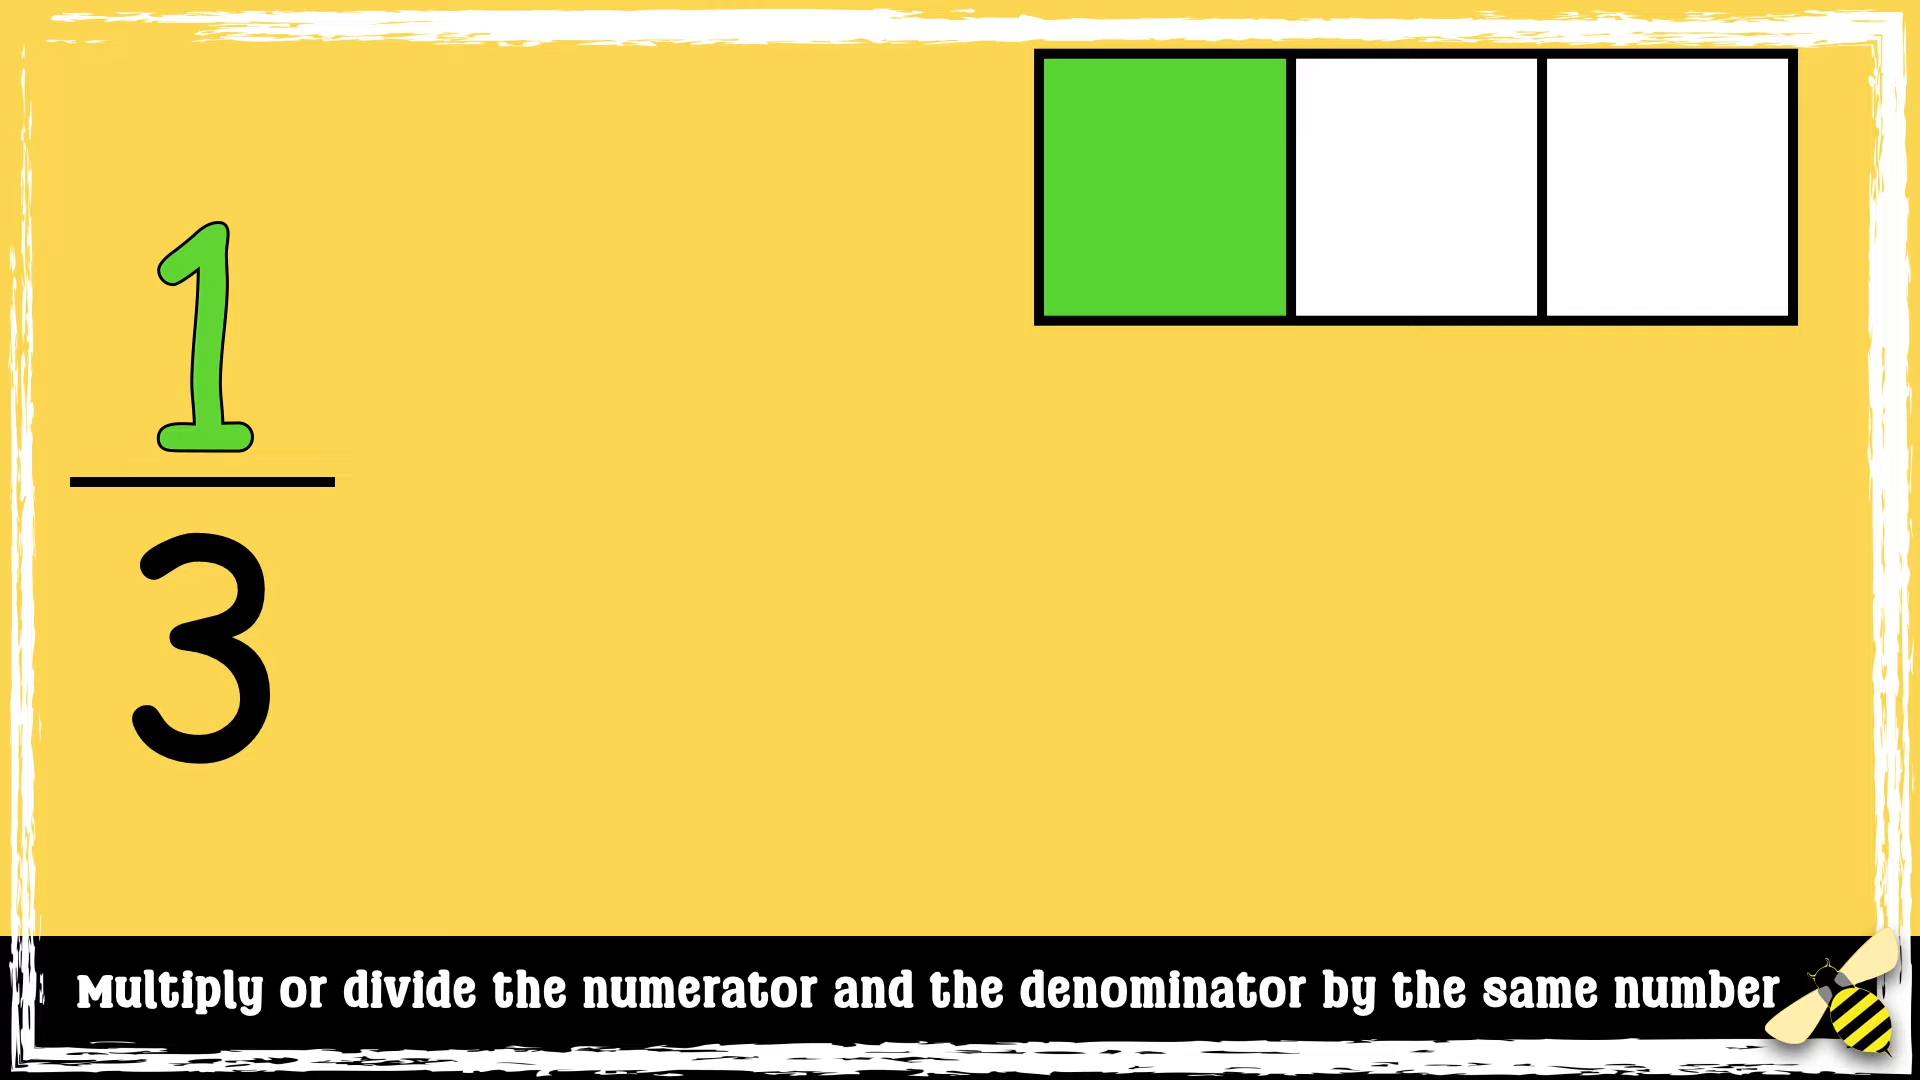 1
3
Multiply or divide the numerator and the denominator by the same number